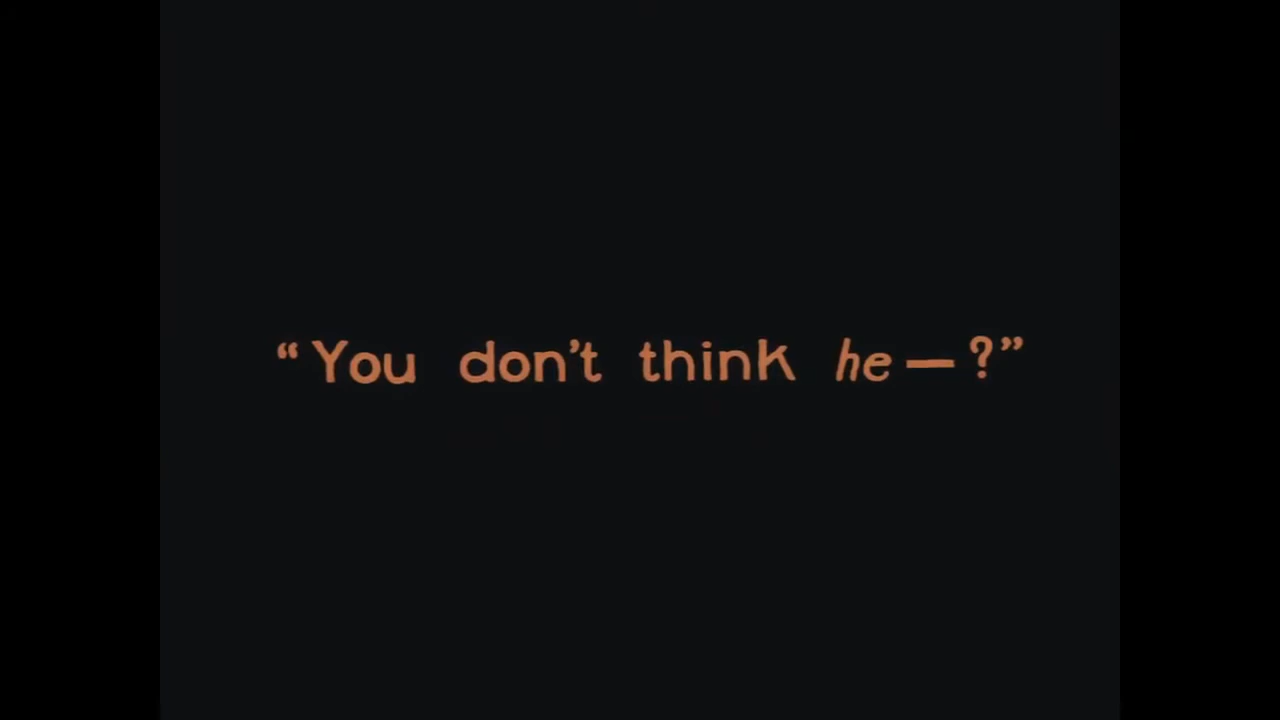 “You don’t think he—?”